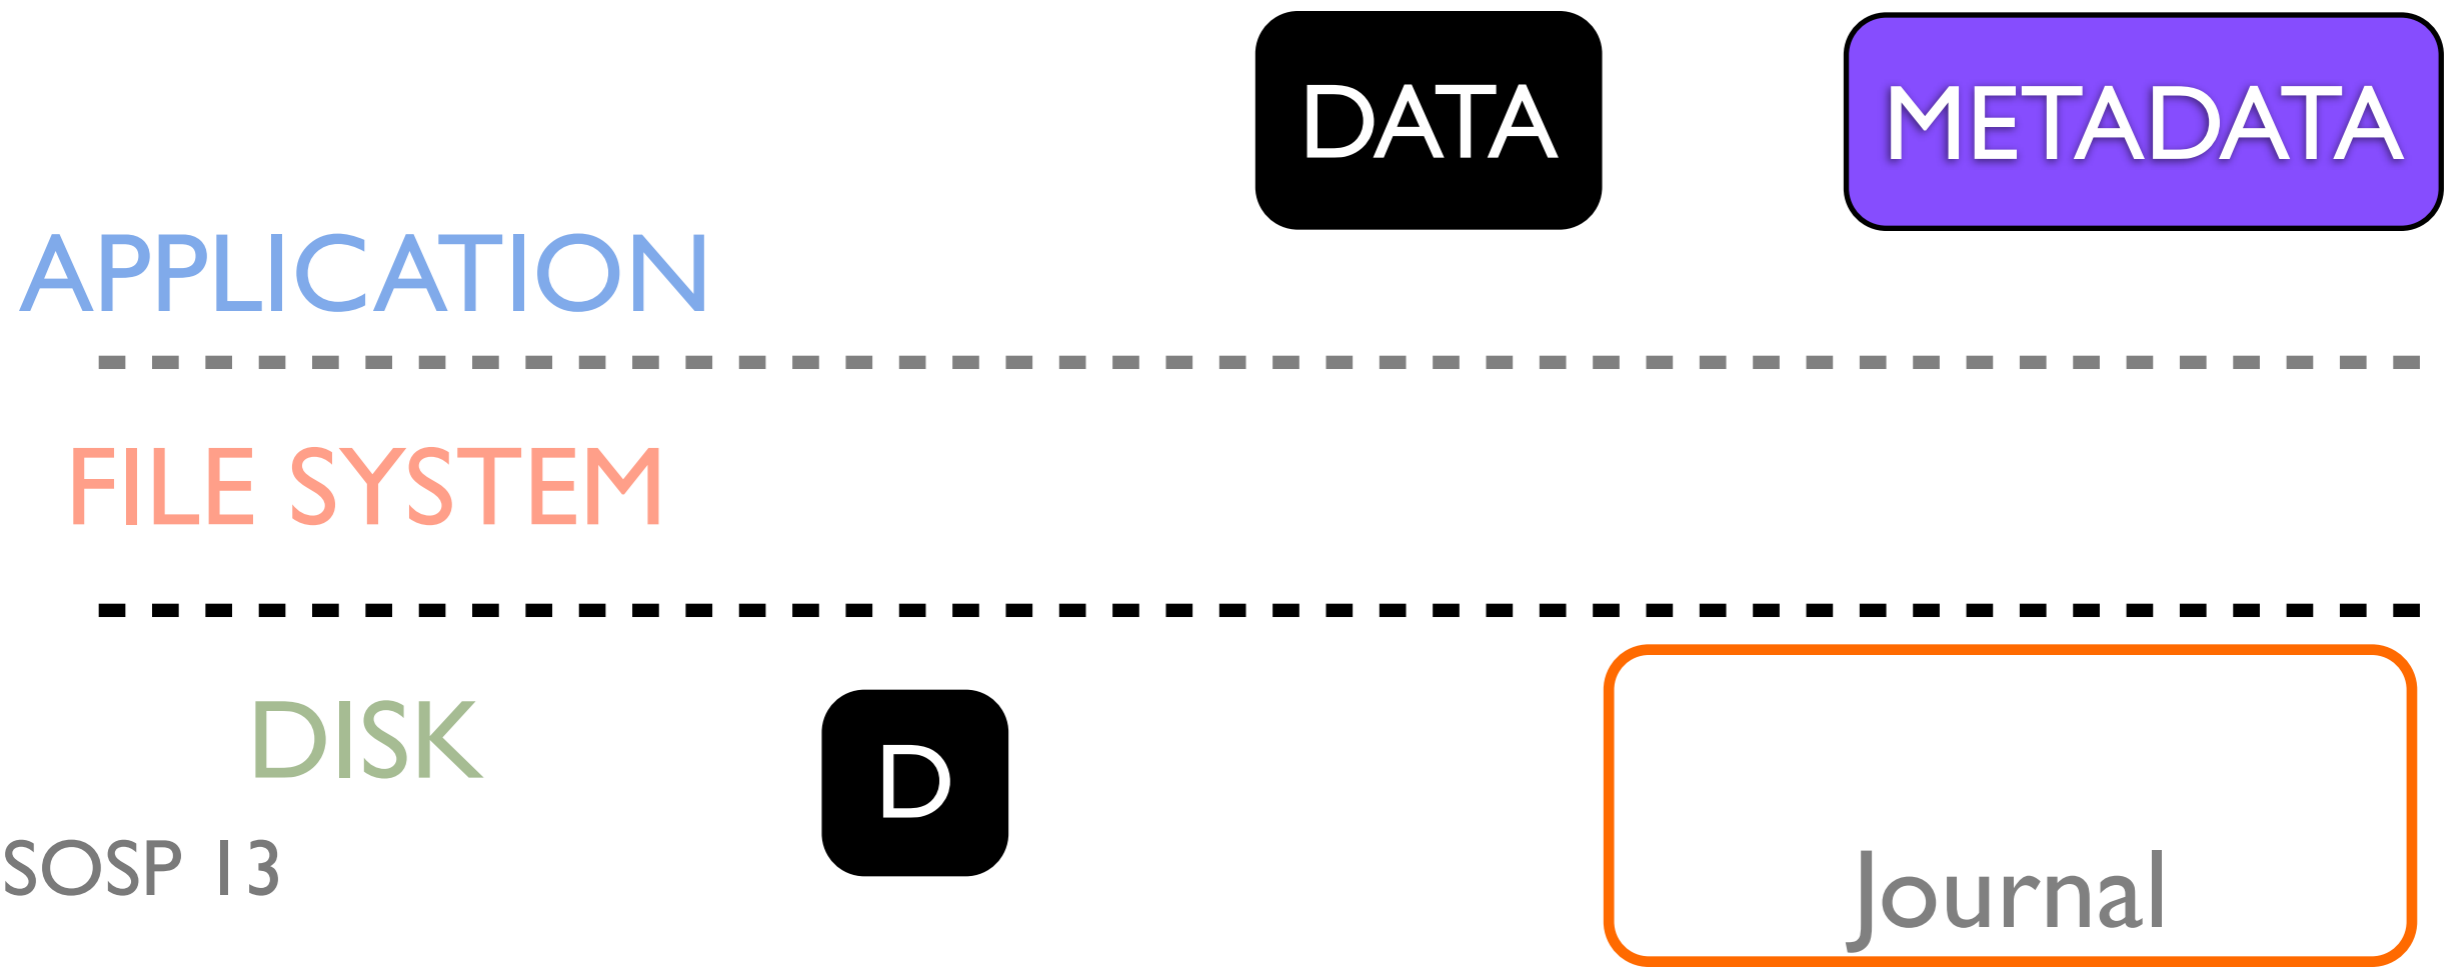 DATA
METADATA
APPLICATION
FILE SYSTEM
DISK
D
SOSP 13
Journal